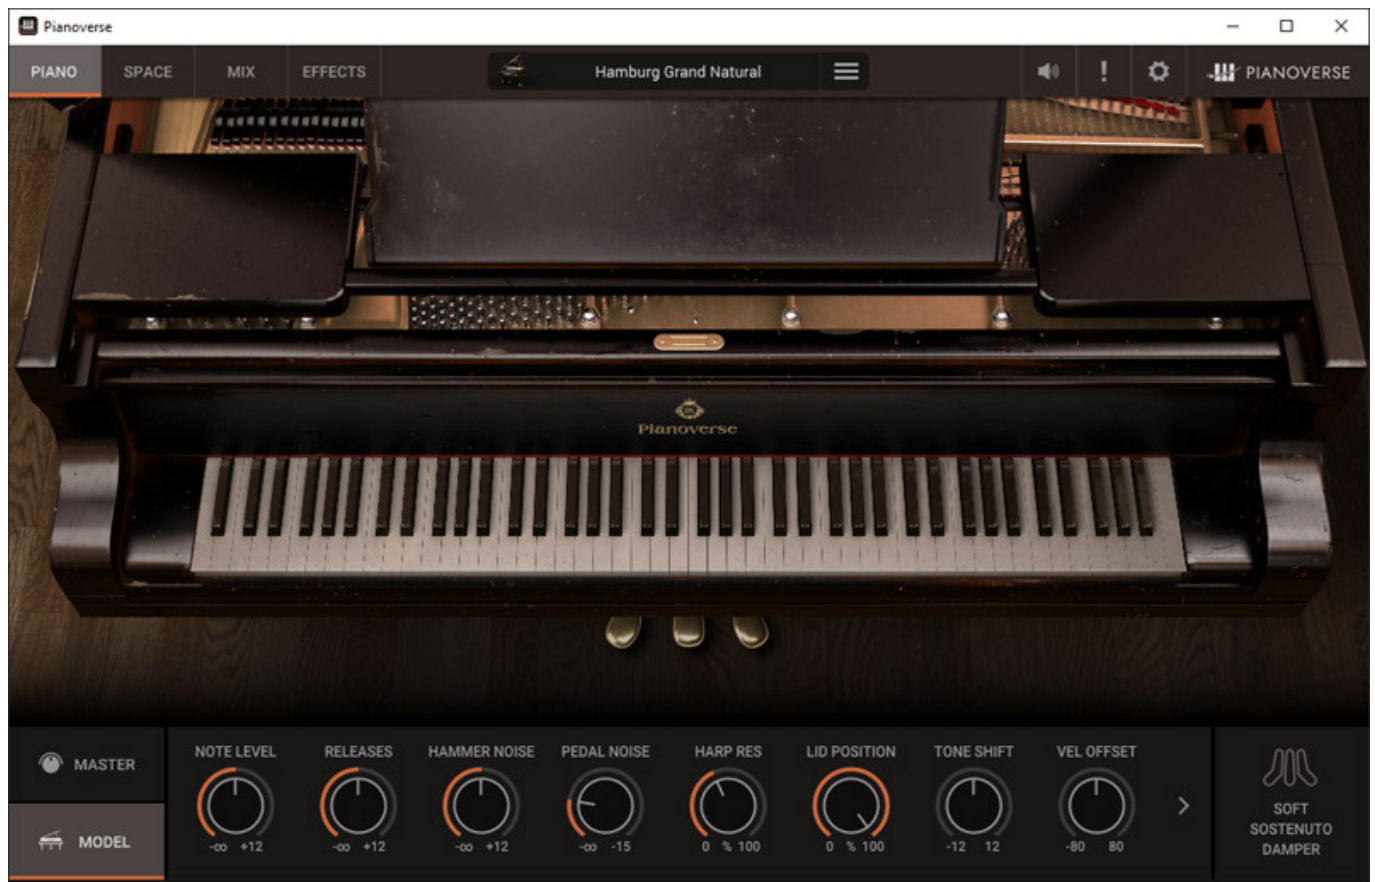 Pianoverse
PIANO SPACE MIX EFFECTS Hamburg Grand Natural PIANOVERSE
Pianoverse
MASTER
MODEL
NOTE LEVEL RELEASES HAMMER NOISE PEDAL NOISE HARP RES LID POSITION TONE SHIFT VEL OFFSET
-∞ +12 -∞ +12 -∞ +12 -∞ -15 0 % 100 0 % 100 -12 12 -80 80
SOFT
SOSTENUTO
DAMPER